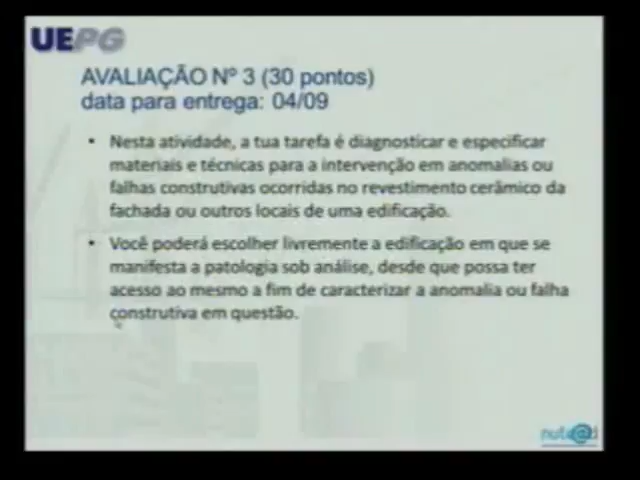 UEPG
AVALIAÇÃO Nº 3 (30 pontos)
data para entrega: 04/09
• Nesta atividade, a tua tarefa é diagnosticar e especificar
materiais e técnicas para a intervenção em anomalias ou
falhas construtivas ocorridas no revestimento cerâmico da
fachada ou outros locais de uma edificação.
• Você poderá escolher livremente a edificação em que se
manifesta a patologia sob análise, desde que possa ter
acesso ao mesmo a fim de caracterizar a anomalia ou falha
construtiva em questão.
nute@d